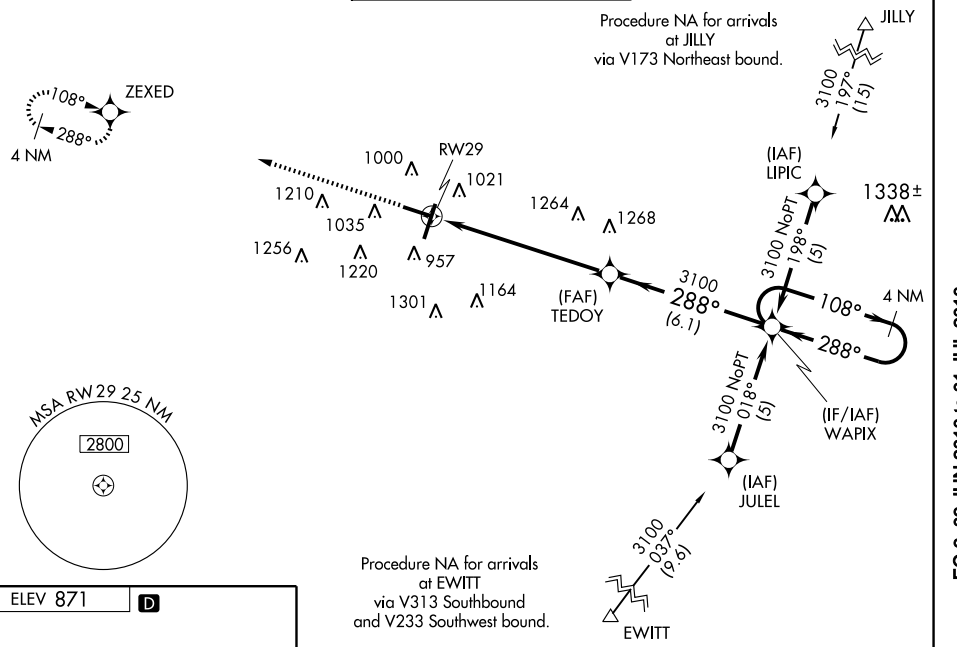 Procedure NA for arrivals
at JILLY
via V173 Northeast bound.
JILLY
3100
197°
(15)
ZEXED
108°
288°
4 NM
RW29
1000
1021
1210
1035
1256
1220
957
1301
1164
1264
1268
(IAF)
LIPIC
1338±
3100 NoPT
198°
(5)
(FAF)
TEDOY
3100
288°
(6.1)
108°
4 NM
288°
(IF/IAF)
WAPIX
3100 NoPT
018°
(5)
(IAF)
JULEL
MSA RW 29 25 NM
2800
3100
037°
(9.6)
EWITT
Procedure NA for arrivals
at EWITT
via V313 Southbound
and V233 Southwest bound.
ELEV 871
D